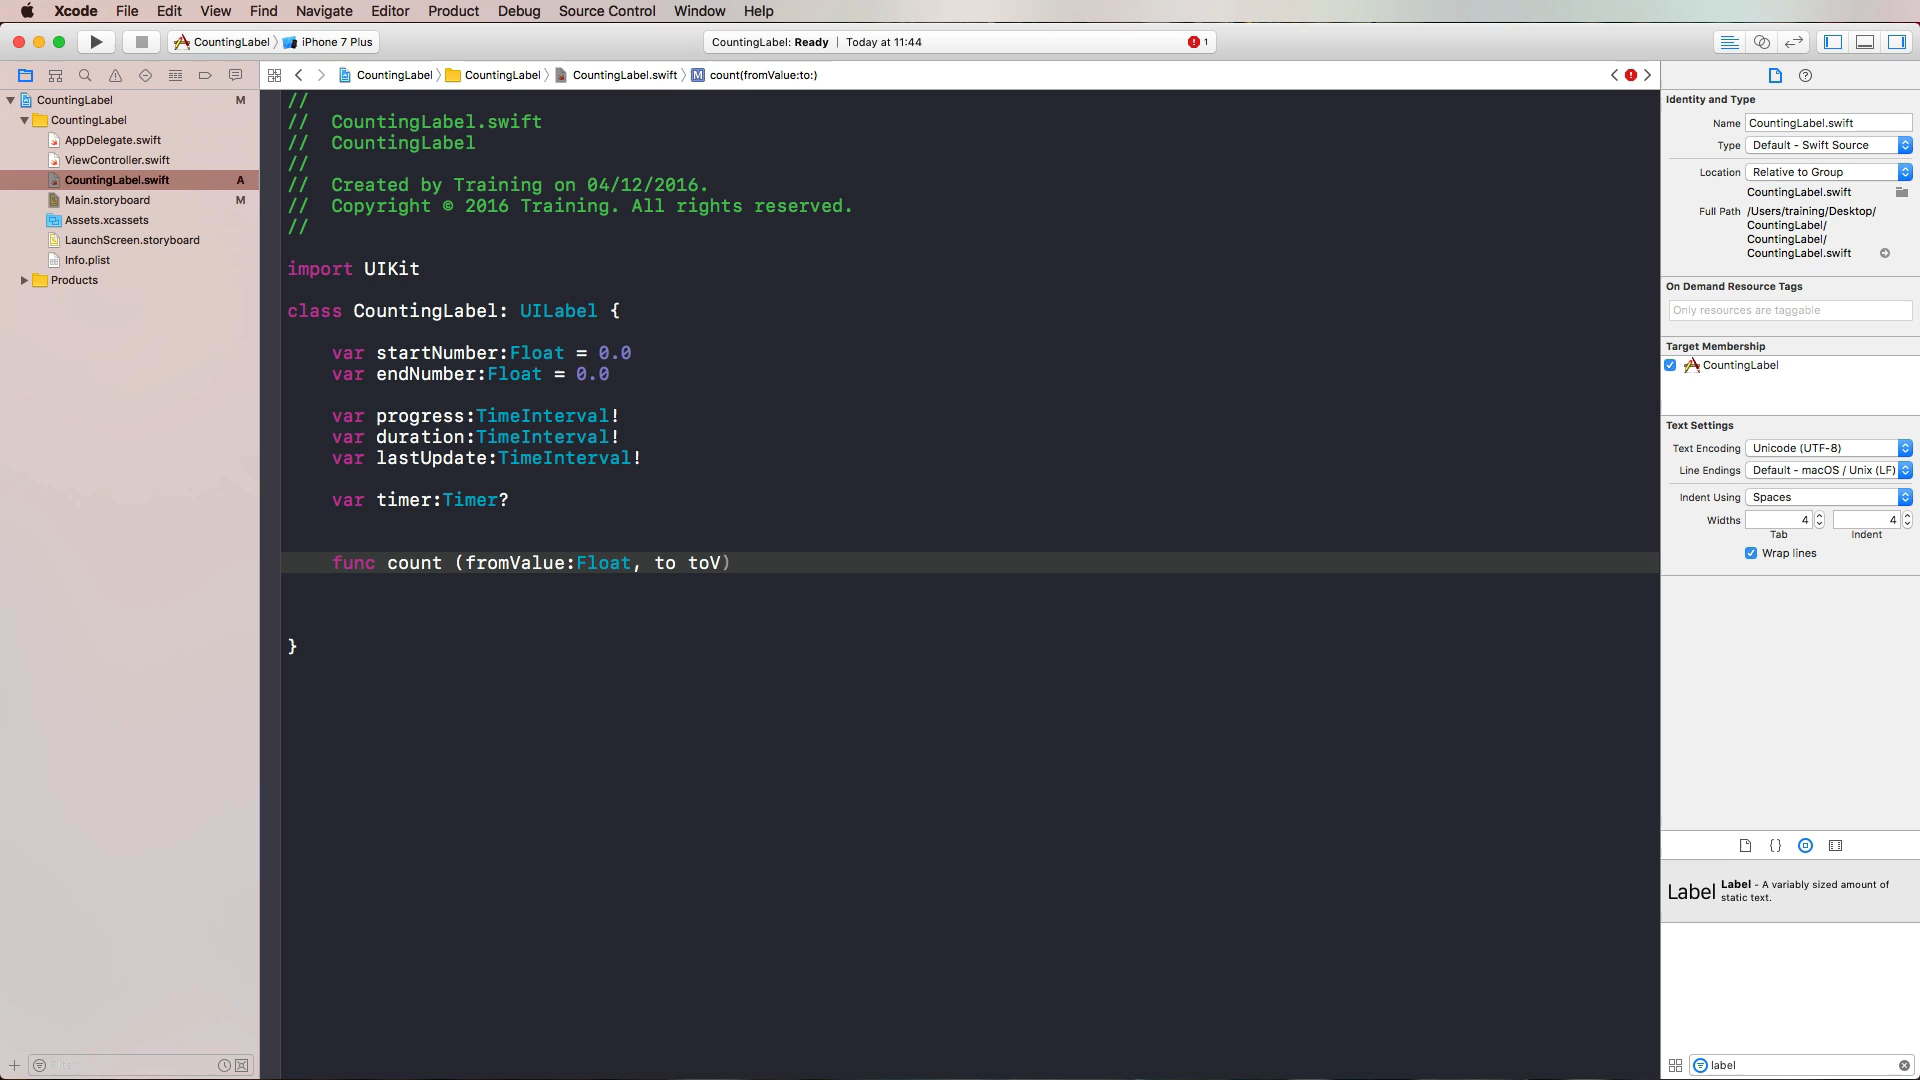 Xcode File Edit View Find Navigate Editor Product Debug Source Control Window Help
CountingLabel iPhone 7 Plus
CountingLabel: Ready | Today at 11:44
1
CountingLabel CountingLabel CountingLabel.swift M count(fromValue:to:)
CountingLabel M
CountingLabel
AppDelegate.swift
ViewController.swift
CountingLabel.swift A
Main.storyboard M
Assets.xcassets
LaunchScreen.storyboard
Info.plist
Products
//
// CountingLabel.swift
// CountingLabel
//
// Created by Training on 04/12/2016.
// Copyright © 2016 Training. All rights reserved.
//
import UIKit
class CountingLabel: UILabel {
var startNumber:Float = 0.0
var endNumber:Float = 0.0
var progress:TimeInterval!
var duration:TimeInterval!
var lastUpdate:TimeInterval!
var timer:Timer?
func count (fromValue:Float, to toV)
}
Identity and Type
Name CountingLabel.swift
Type Default - Swift Source
Location Relative to Group
CountingLabel.swift
Full Path /Users/training/Desktop/
CountingLabel/
CountingLabel/
CountingLabel.swift
On Demand Resource Tags
Only resources are taggable
Target Membership
CountingLabel
Text Settings
Text Encoding Unicode (UTF-8)
Line Endings Default - macOS / Unix (LF)
Indent Using Spaces
Widths 4 4
Tab Indent
Wrap lines
{}
Label Label - A variably sized amount of
static text.
label